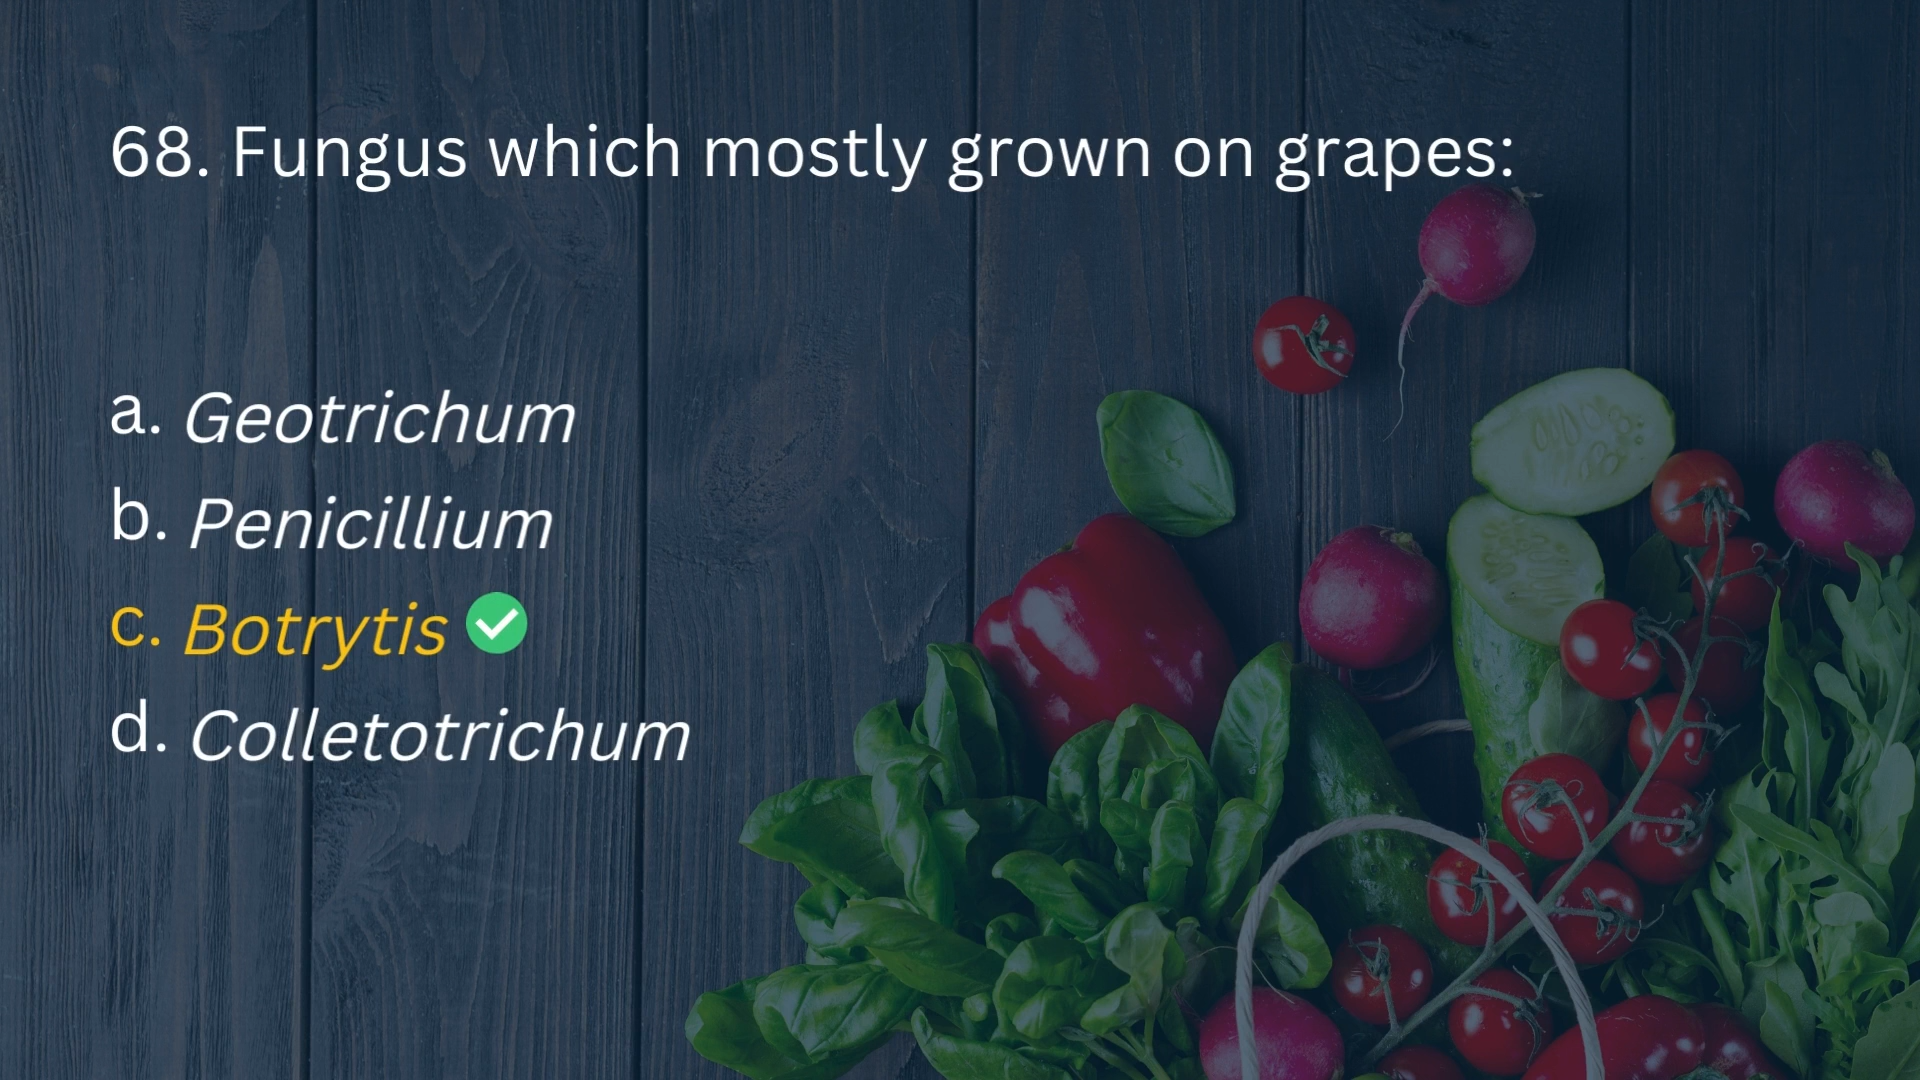 68. Fungus which mostly grown on grapes:
a. Geotrichum
b. Penicillium
c. Botrytis ✅
d. Colletotrichum